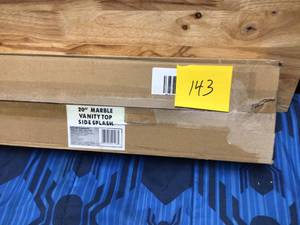 143
20" MARBLE
VANITY TOP
SIDE SPLASH